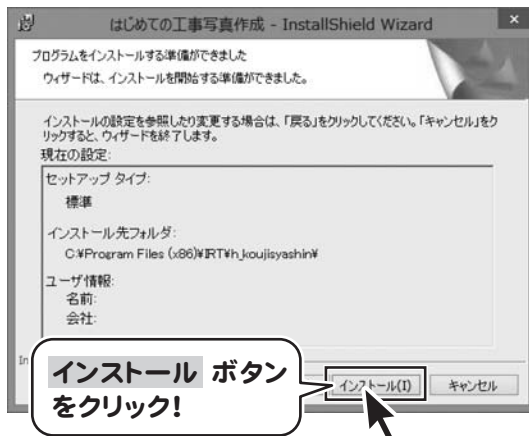 はじめての工事写真作成 - InstallShield Wizard
プログラムをインストールする準備ができました
ウィザードは、インストールを開始する準備ができました。
インストールの設定を参照したり変更する場合は、「戻る」をクリックしてください。「キャンセル」をク
リックすると、ウィザードを終了します。
現在の設定:
セットアップ タイプ:
標準
インストール先フォルダ:
C:¥Program Files (x86)¥IRT¥h_koujisyashin¥
ユーザ情報:
名前:
会社:
In
インストール ボタン
をクリック!
インストール(I)
キャンセル